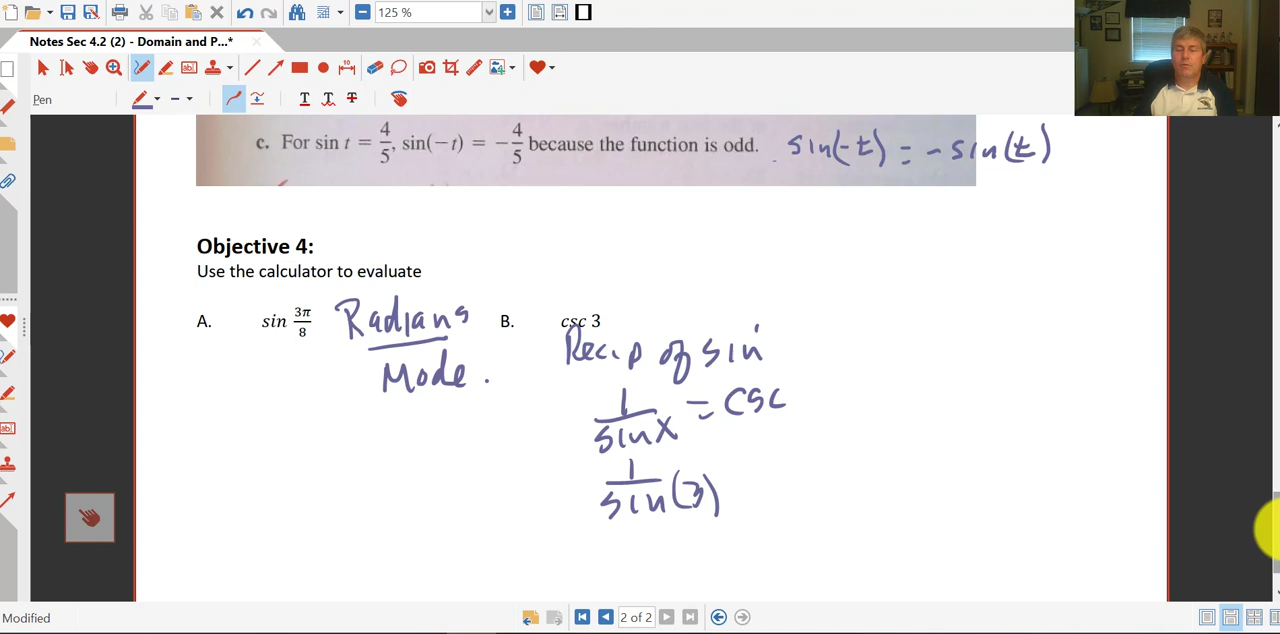 125 %
Notes Sec 4.2 (2) - Domain and P...*
Pen
c. For sin t = 4/5, sin(−t) = −4/5 because the function is odd. sin(-t) = -sin(t)
Objective 4:
Use the calculator to evaluate
A. sin 3π/8 Radians Mode. B. csc 3
Recip of sin
1/sinx = csc
1/sin(3)
Modified
2 of 2